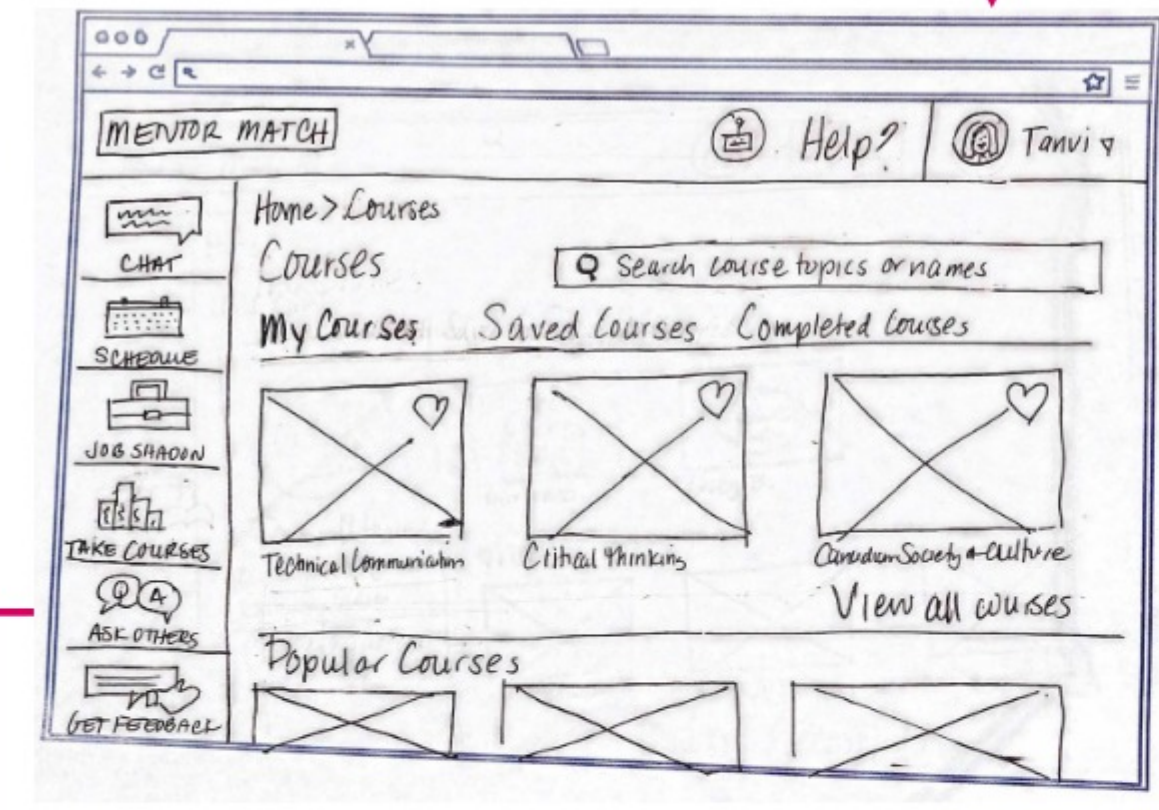 MENTOR MATCH
Help?
Tanvi
CHAT
SCHEDULE
JOB SHADOW
TAKE COURSES
Q A
ASK OTHERS
GET FEEDBACK
Home > Courses
Courses
Search course topics or names
My Courses Saved Courses Completed Courses
Technical Communication Critical Thinking Canadian Society & Culture
View all courses
Popular Courses